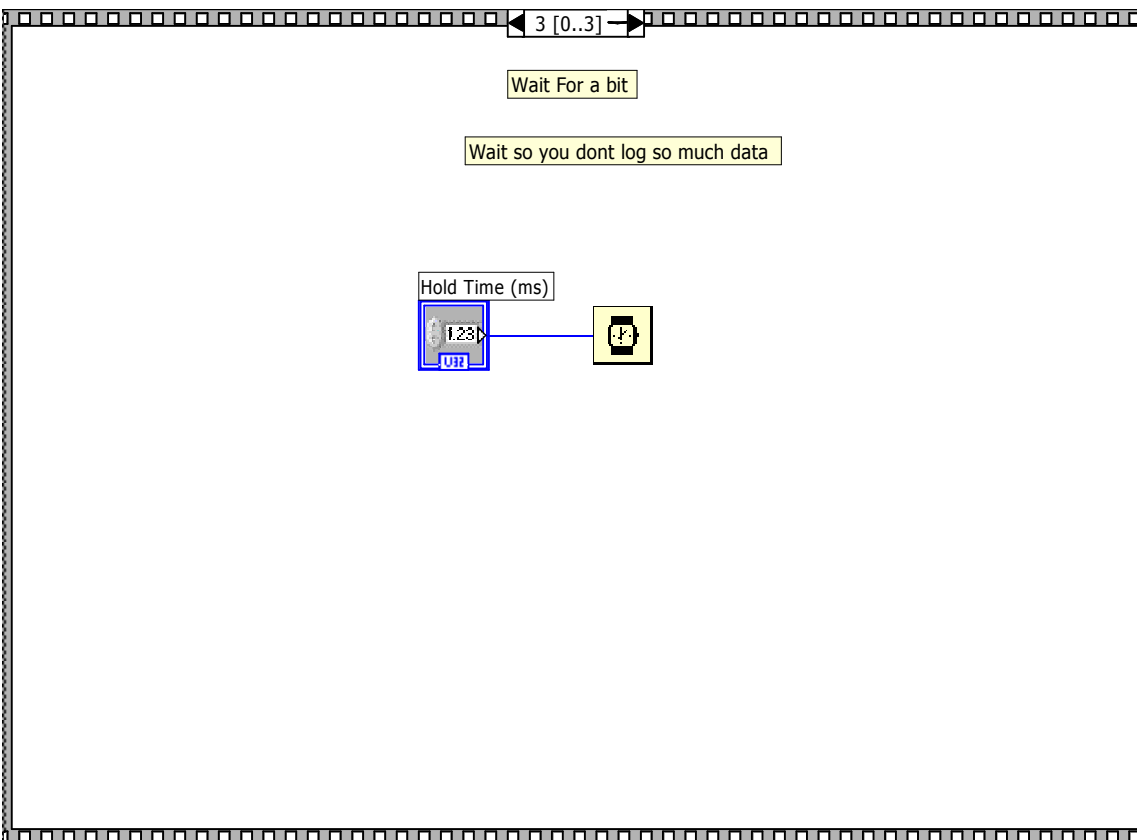 3 [0..3]
Wait For a bit
Wait so you dont log so much data
Hold Time (ms)
1.23
U32